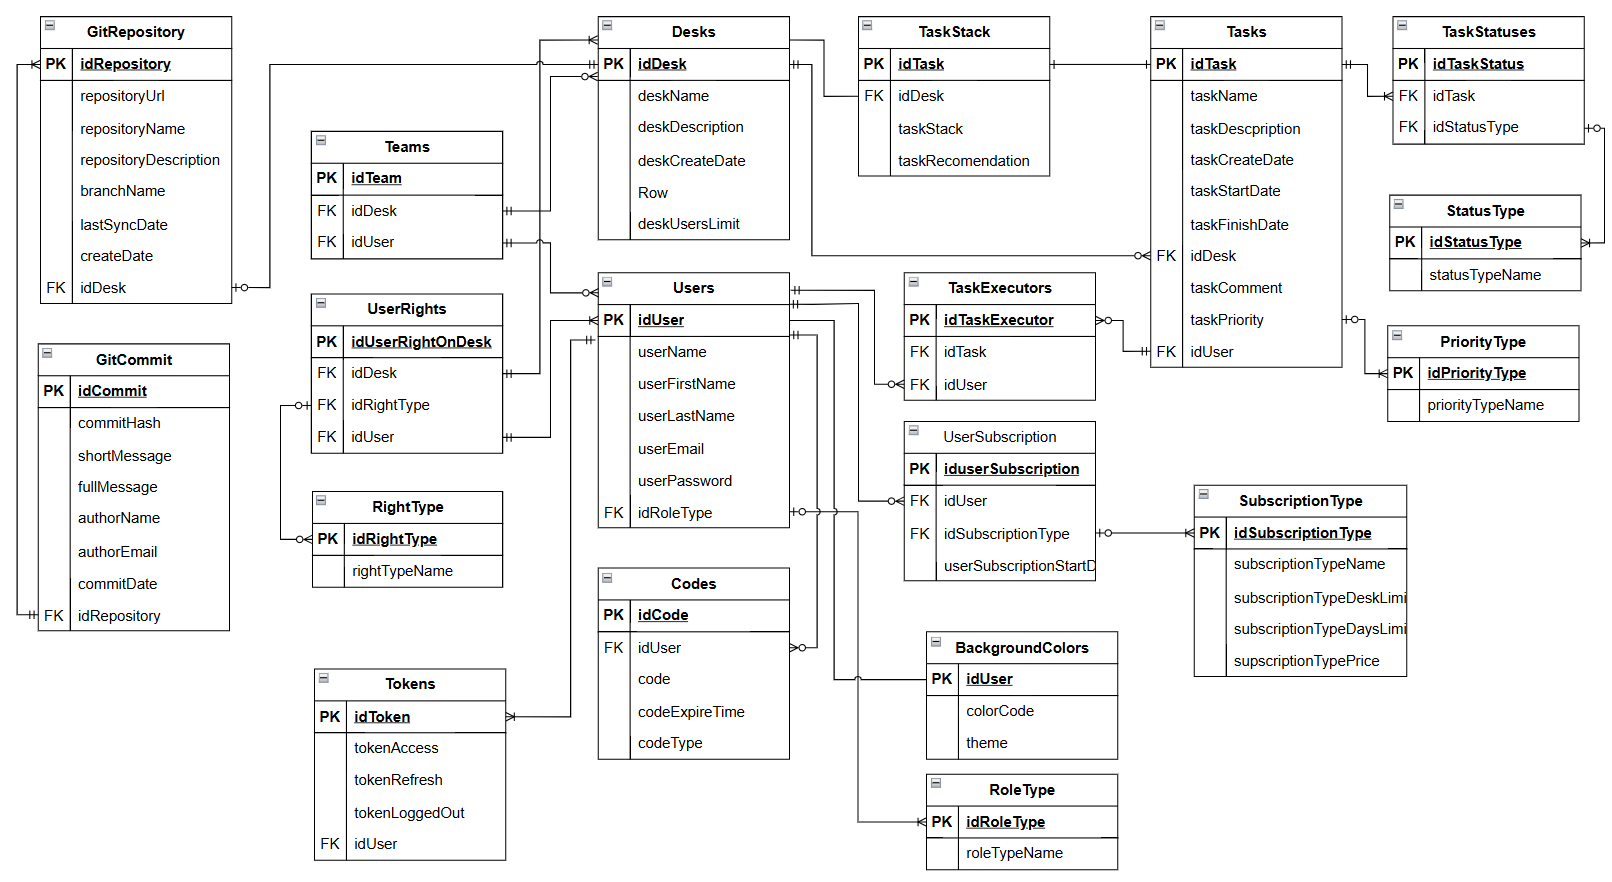 GitRepository
PK idRepository
repositoryUrl
repositoryName
repositoryDescription
branchName
lastSyncDate
createDate
FK idDesk
GitCommit
PK idCommit
commitHash
shortMessage
fullMessage
authorName
authorEmail
commitDate
FK idRepository
Teams
PK idTeam
FK idDesk
FK idUser
UserRights
PK idUserRightOnDesk
FK idDesk
FK idRightType
FK idUser
RightType
PK idRightType
rightTypeName
Tokens
PK idToken
tokenAccess
tokenRefresh
tokenLoggedOut
FK idUser
Desks
PK idDesk
deskName
deskDescription
deskCreateDate
Row
deskUsersLimit
Users
PK idUser
userName
userFirstName
userLastName
userEmail
userPassword
FK idRoleType
Codes
PK idCode
FK idUser
code
codeExpireTime
codeType
TaskStack
PK idTask
FK idDesk
taskStack
taskRecomendation
TaskExecutors
PK idTaskExecutor
FK idTask
FK idUser
UserSubscription
PK iduserSubscription
FK idUser
FK idSubscriptionType
userSubscriptionStartD
BackgroundColors
PK idUser
colorCode
theme
RoleType
PK idRoleType
roleTypeName
Tasks
PK idTask
taskName
taskDescpription
taskCreateDate
taskStartDate
taskFinishDate
FK idDesk
taskComment
taskPriority
FK idUser
TaskStatuses
PK idTaskStatus
FK idTask
FK idStatusType
StatusType
PK idStatusType
statusTypeName
PriorityType
PK idPriorityType
priorityTypeName
SubscriptionType
PK idSubscriptionType
subscriptionTypeName
subscriptionTypeDeskLimi
subscriptionTypeDaysLimi
supscriptionTypePrice